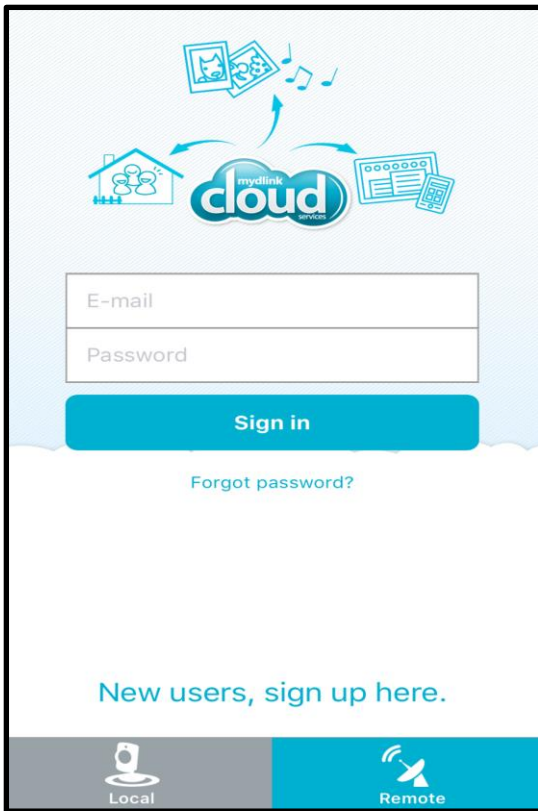 mydlink
cloud
services
E-mail
Password
Sign in
Forgot password?
New users, sign up here.
Local
Remote